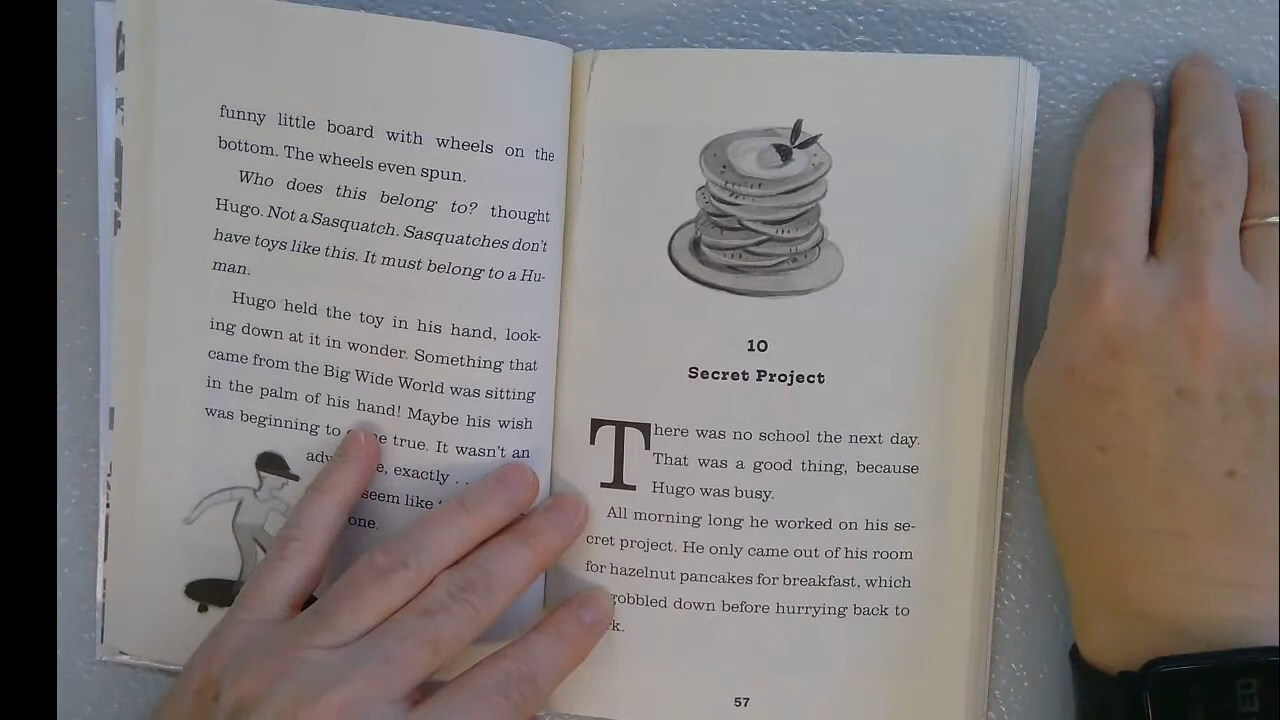 funny little board with wheels on the
bottom. The wheels even spun.
Who does this belong to? thought
Hugo. Not a Sasquatch. Sasquatches don't
have toys like this. It must belong to a Hu-
man.
Hugo held the toy in his hand, look-
ing down at it in wonder. Something that
came from the Big Wide World was sitting
in the palm of his hand! Maybe his wish
was beginning to true. It wasn't an
exactly . .
seem like
one.
10
Secret Project
There was no school the next day.
That was a good thing, because
Hugo was busy.
All morning long he worked on his se-
cret project. He only came out of his room
for hazelnut pancakes for breakfast, which
gobbled down before hurrying back to
57